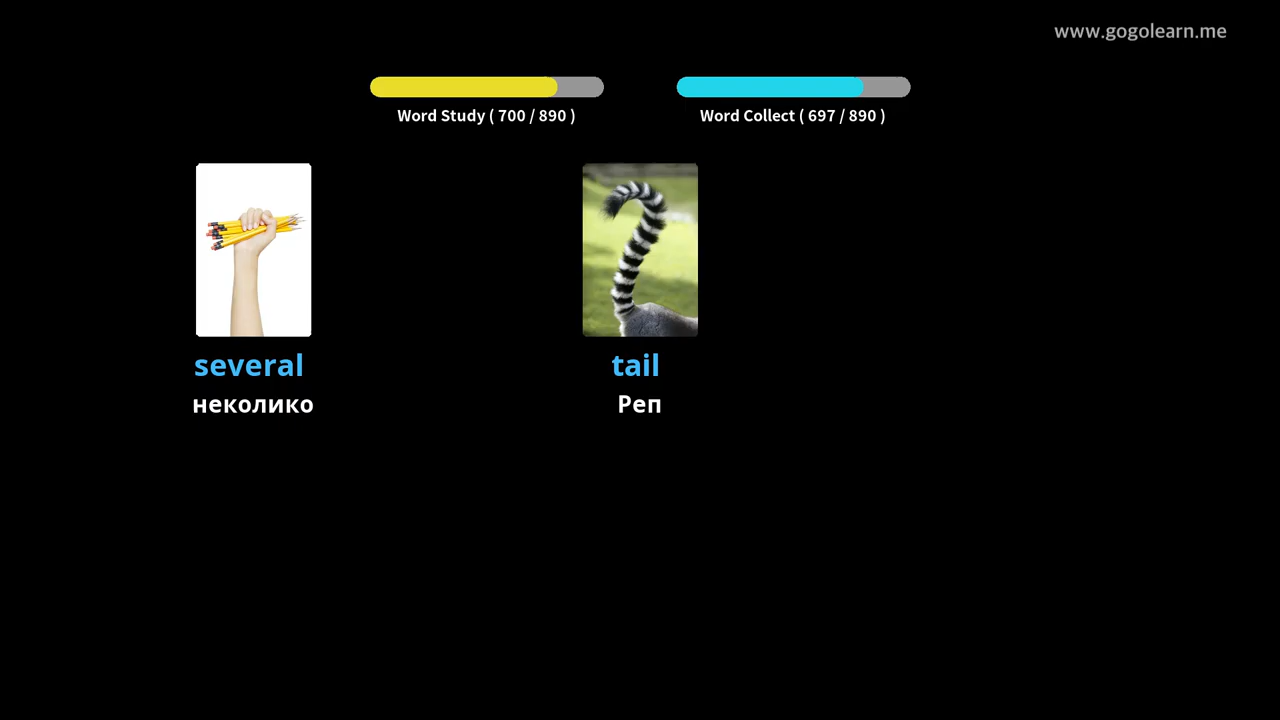 www.gogolearn.me
Word Study ( 700 / 890 )
Word Collect ( 697 / 890 )
several
tail
неколико
Реп